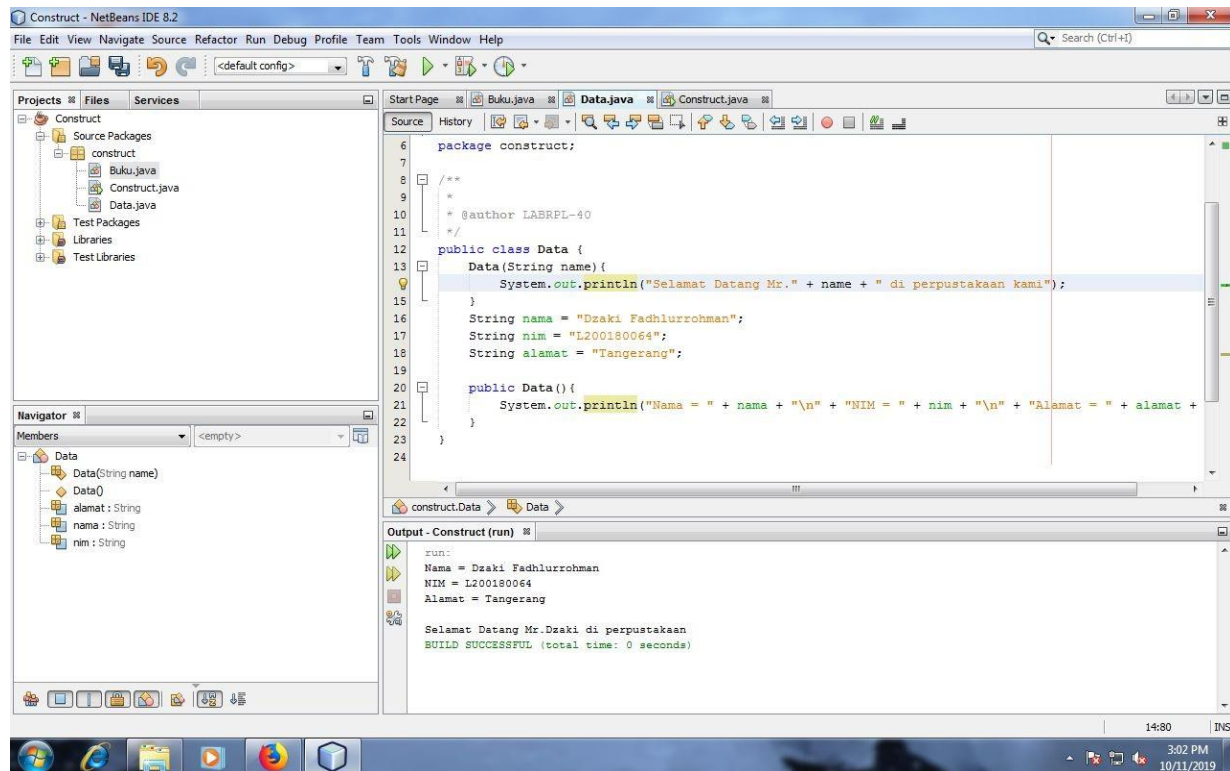 Construct - NetBeans IDE 8.2
File Edit View Navigate Source Refactor Run Debug Profile Team Tools Window Help
Search (Ctrl+I)
<default config>
Projects Files Services
Construct
Source Packages
construct
Buku.java
Construct.java
Data.java
Test Packages
Libraries
Test Libraries
Navigator
Members <empty>
Data
Data(String name)
Data()
alamat : String
nama : String
nim : String
Start Page Buku.java Data.java Construct.java
Source History
6 package construct;
7
8 /**
9 *
10 * @author LABRPL-40
11 */
12 public class Data {
13 Data(String name){
System.out.println("Selamat Datang Mr." + name + " di perpustakaan kami");
15 }
16 String nama = "Dzaki Fadhlurrohman";
17 String nim = "L200180064";
18 String alamat = "Tangerang";
19
20 public Data(){
21 System.out.println("Nama = " + nama + "\n" + "NIM = " + nim + "\n" + "Alamat = " + alamat +
22 }
23 }
24
construct.Data Data
Output - Construct (run)
run:
Nama = Dzaki Fadhlurrohman
NIM = L200180064
Alamat = Tangerang
Selamat Datang Mr.Dzaki di perpustakaan
BUILD SUCCESSFUL (total time: 0 seconds)
14:80 INS
3:02 PM
10/11/2019